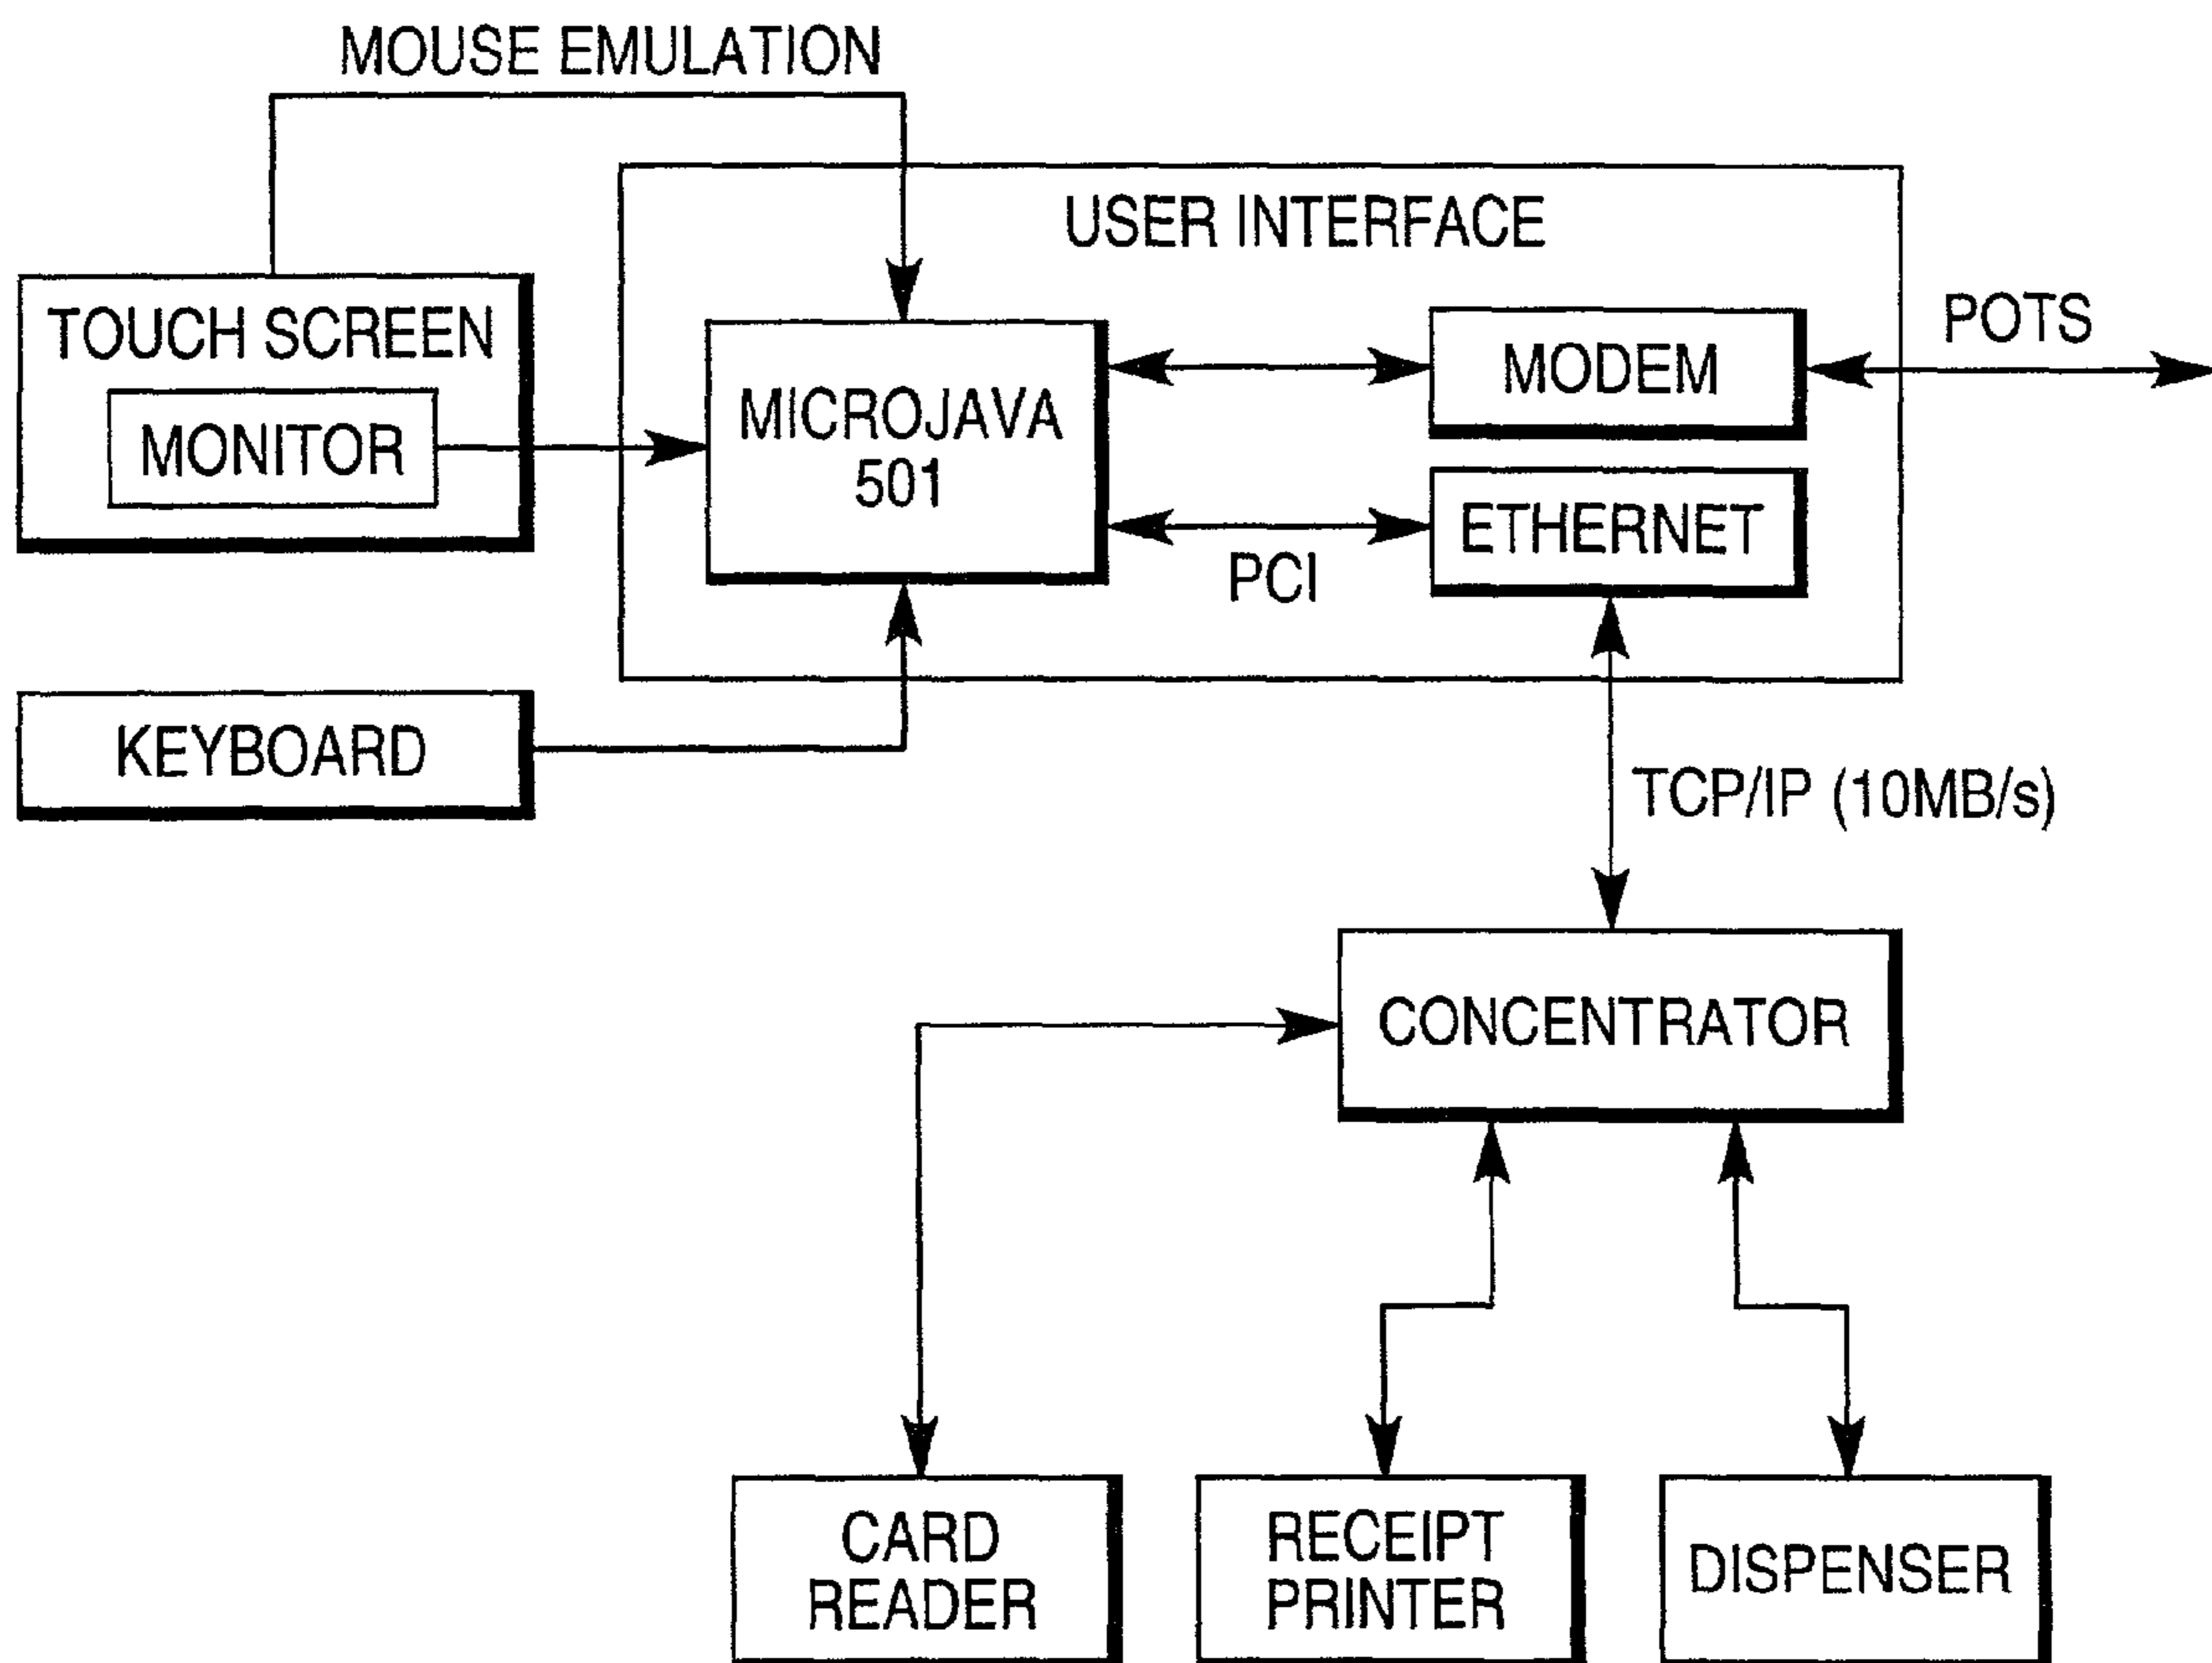 MOUSE EMULATION
USER INTERFACE
TOUCH SCREEN
MONITOR
MICROJAVA
501
MODEM
POTS
ETHERNET
PCI
KEYBOARD
TCP/IP (10MB/s)
CONCENTRATOR
CARD
READER
RECEIPT
PRINTER
DISPENSER